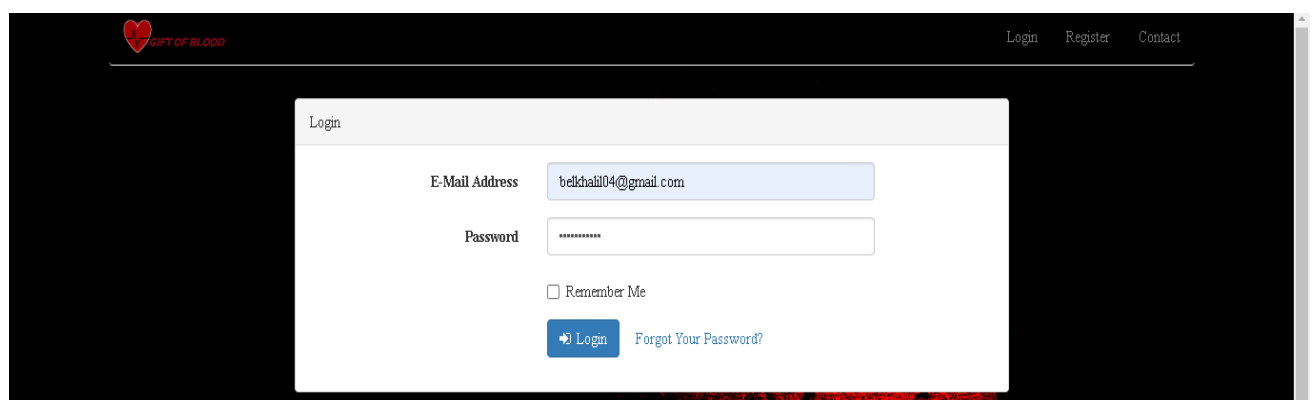 GIFT OF BLOOD
Login Register Contact
Login
E-Mail Address belkhalil04@gmail.com
Password •••••••••••
Remember Me
Login Forgot Your Password?